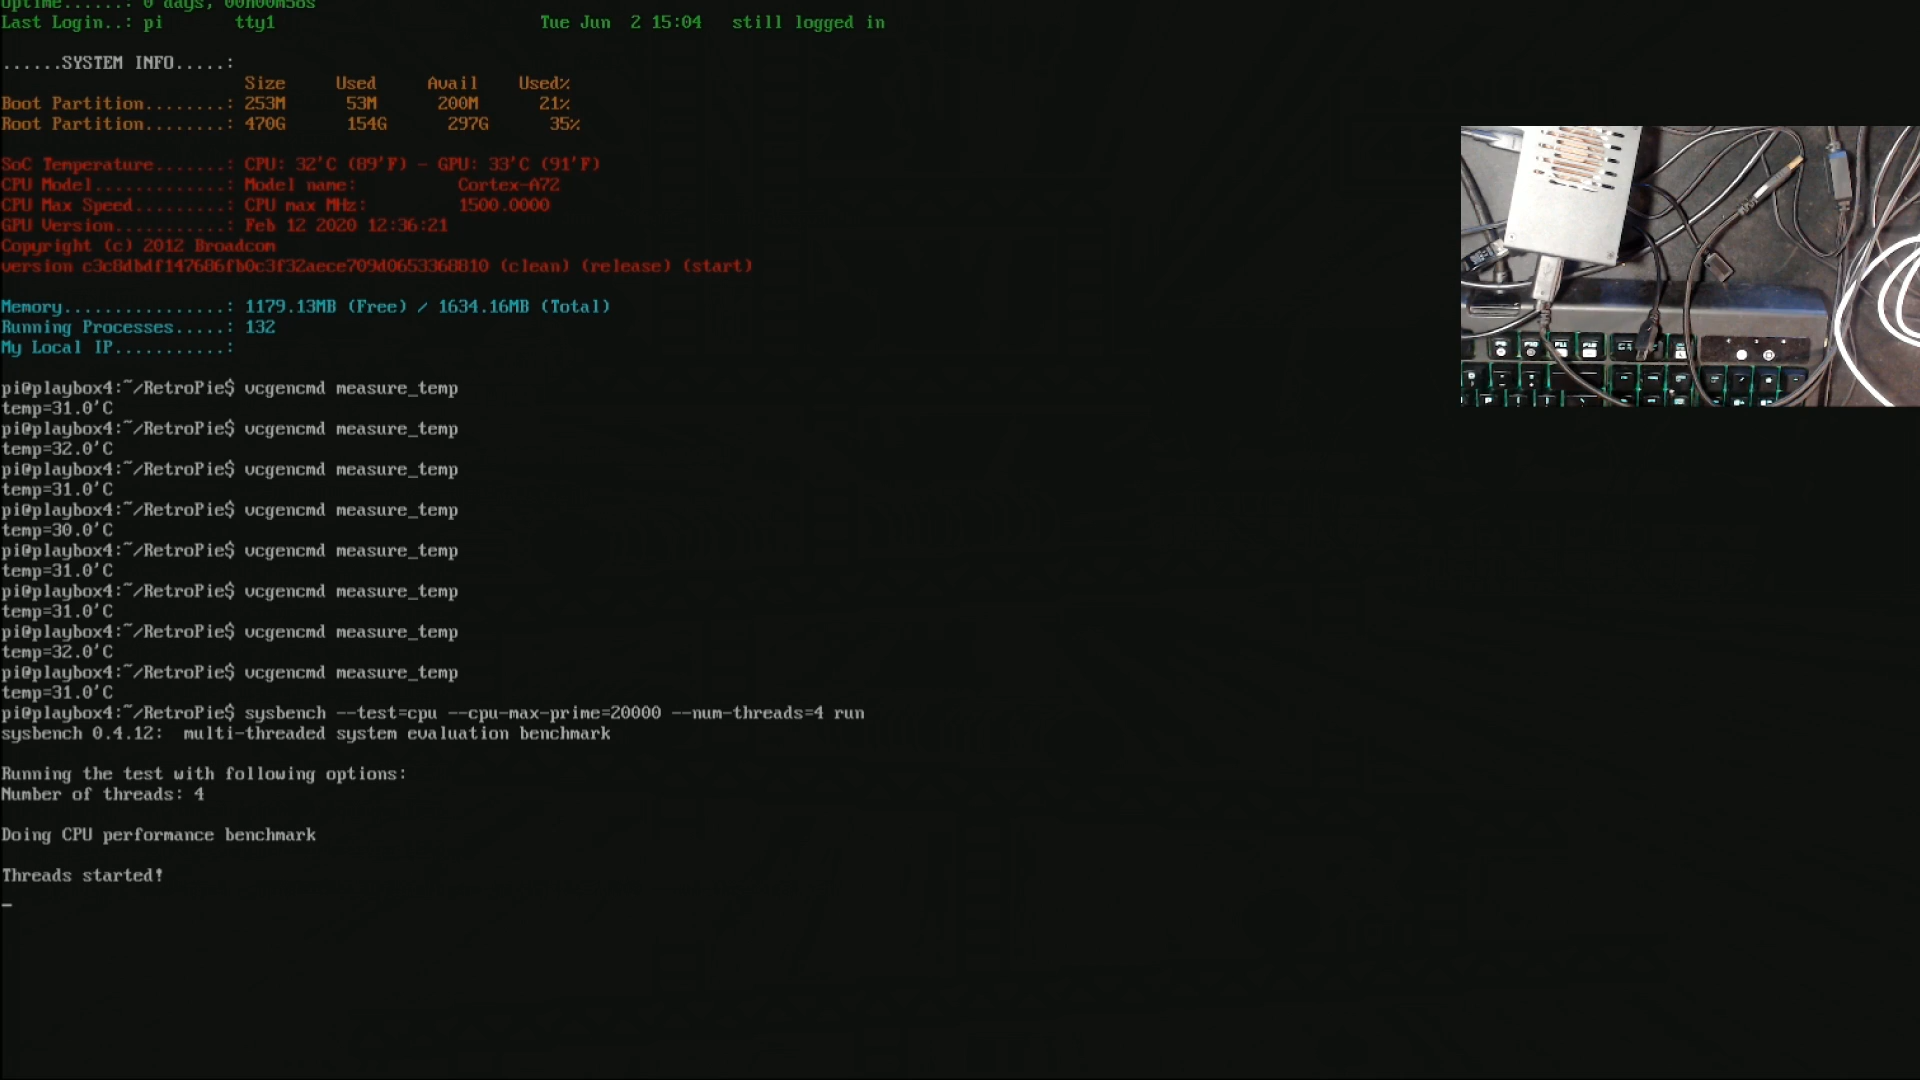 Uptime......: 0 days, 00h00m58s
Last Login..: pi tty1 Tue Jun 2 15:04 still logged in
......SYSTEM INFO.....:
Size Used Avail Used%
Boot Partition........: 253M 53M 200M 21%
Root Partition........: 470G 154G 297G 35%
SoC Temperature.......: CPU: 32'C (89'F) - GPU: 33'C (91'F)
CPU Model.............: Model name: Cortex-A72
CPU Max Speed.........: CPU max MHz: 1500.0000
GPU Version...........: Feb 12 2020 12:36:21
Copyright (c) 2012 Broadcom
version c3c8dbdf147686fb0c3f32aece709d0653368810 (clean) (release) (start)
Memory................: 1179.13MB (Free) / 1634.16MB (Total)
Running Processes.....: 132
My Local IP...........:
pi@playbox4:~/RetroPie$ vcgencmd measure_temp
temp=31.0'C
pi@playbox4:~/RetroPie$ vcgencmd measure_temp
temp=32.0'C
pi@playbox4:~/RetroPie$ vcgencmd measure_temp
temp=31.0'C
pi@playbox4:~/RetroPie$ vcgencmd measure_temp
temp=30.0'C
pi@playbox4:~/RetroPie$ vcgencmd measure_temp
temp=31.0'C
pi@playbox4:~/RetroPie$ vcgencmd measure_temp
temp=31.0'C
pi@playbox4:~/RetroPie$ vcgencmd measure_temp
temp=32.0'C
pi@playbox4:~/RetroPie$ vcgencmd measure_temp
temp=31.0'C
pi@playbox4:~/RetroPie$ sysbench --test=cpu --cpu-max-prime=20000 --num-threads=4 run
sysbench 0.4.12: multi-threaded system evaluation benchmark
Running the test with following options:
Number of threads: 4
Doing CPU performance benchmark
Threads started!
_